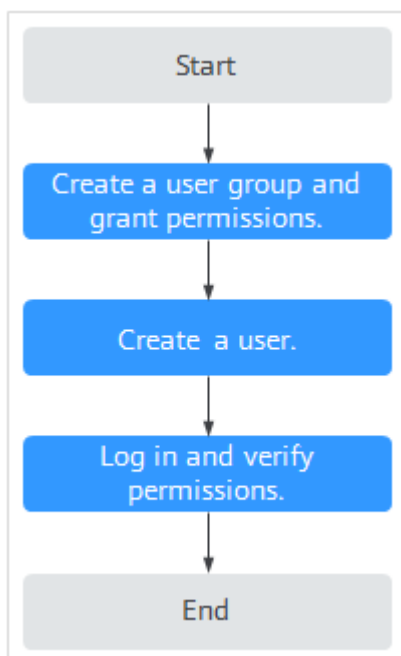 Start
Create a user group and
grant permissions.
Create a user.
Log in and verify
permissions.
End